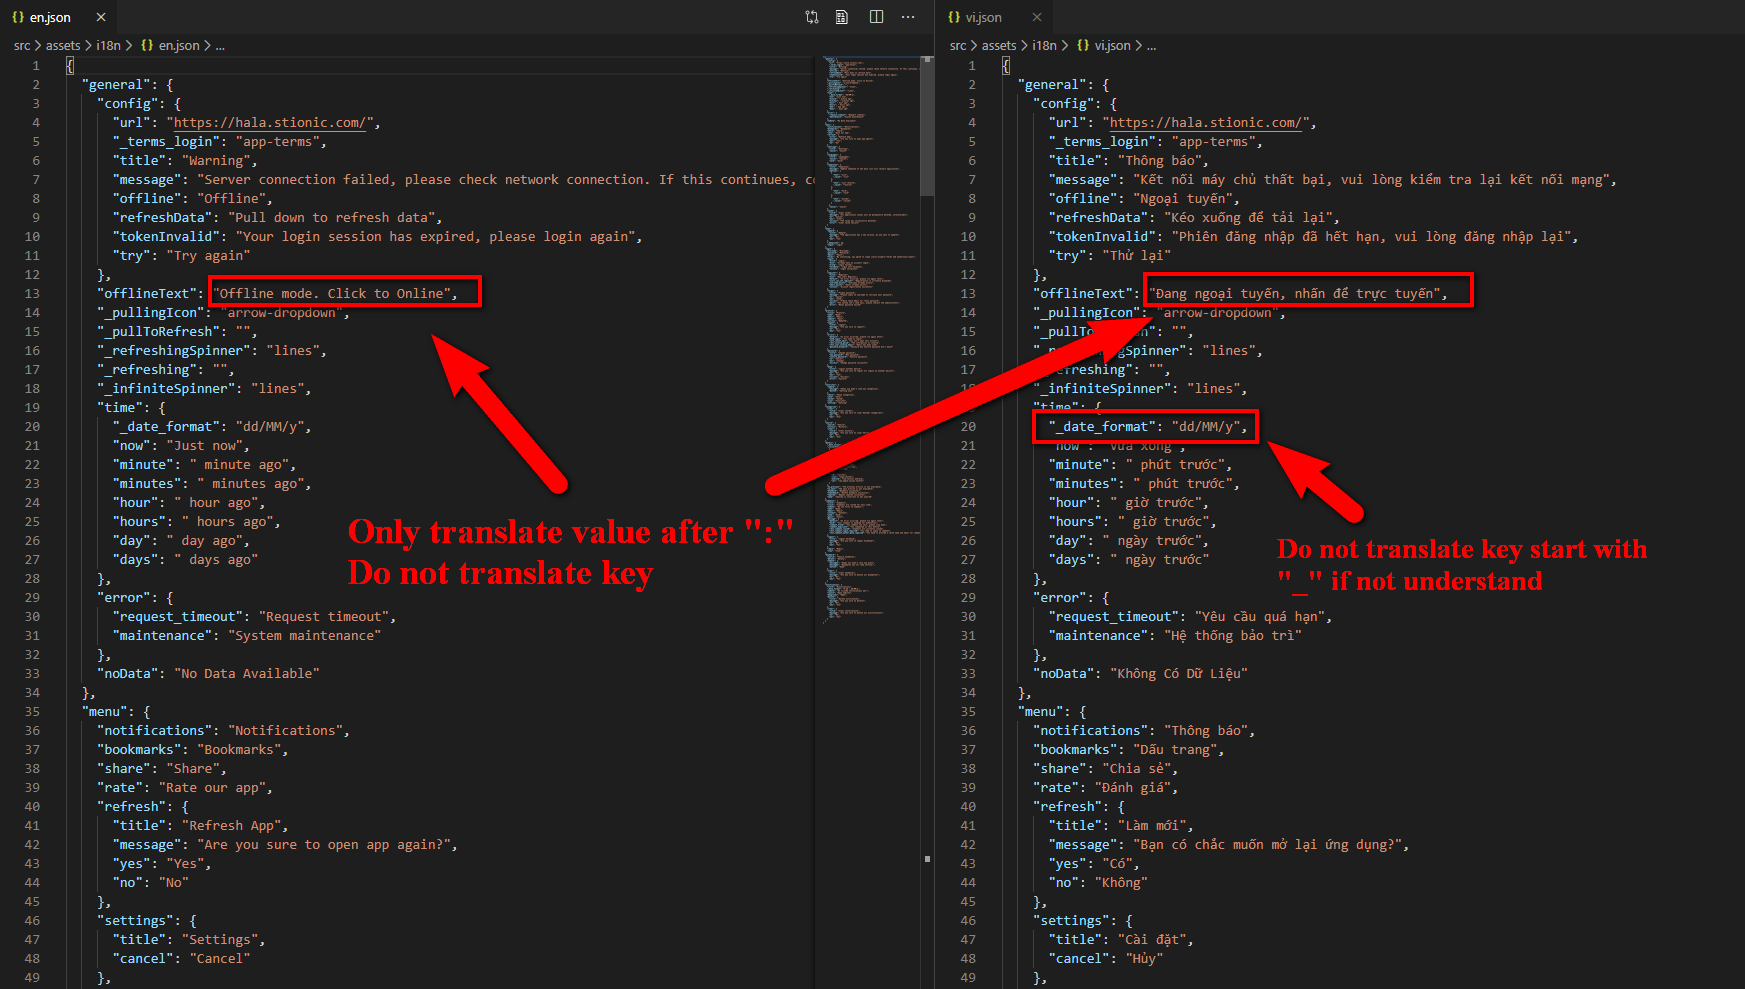 {} en.json ×
src > assets > i18n > {} en.json > ...
1 {
2 "general": {
3 "config": {
4 "url": "https://hala.stionic.com/",
5 "_terms_login": "app-terms",
6 "title": "Warning",
7 "message": "Server connection failed, please check network connection. If this continues, co
8 "offline": "Offline",
9 "refreshData": "Pull down to refresh data",
10 "tokenInvalid": "Your login session has expired, please login again",
11 "try": "Try again"
12 },
13 "offlineText": "Offline mode. Click to Online",
14 "_pullingIcon": "arrow-dropdown",
15 "_pullToRefresh": "",
16 "_refreshingSpinner": "lines",
17 "_refreshing": "",
18 "_infiniteSpinner": "lines",
19 "time": {
20 "_date_format": "dd/MM/y",
21 "now": "Just now",
22 "minute": " minute ago",
23 "minutes": " minutes ago",
24 "hour": " hour ago",
25 "hours": " hours ago",
26 "day": " day ago",
27 "days": " days ago"
28 },
29 "error": {
30 "request_timeout": "Request timeout",
31 "maintenance": "System maintenance"
32 },
33 "noData": "No Data Available"
34 },
35 "menu": {
36 "notifications": "Notifications",
37 "bookmarks": "Bookmarks",
38 "share": "Share",
39 "rate": "Rate our app",
40 "refresh": {
41 "title": "Refresh App",
42 "message": "Are you sure to open app again?",
43 "yes": "Yes",
44 "no": "No"
45 },
46 "settings": {
47 "title": "Settings",
48 "cancel": "Cancel"
49 },
Only translate value after ":"
Do not translate key
{} vi.json ×
src > assets > i18n > {} vi.json > ...
1 {
2 "general": {
3 "config": {
4 "url": "https://hala.stionic.com/",
5 "_terms_login": "app-terms",
6 "title": "Thông báo",
7 "message": "Kết nối máy chủ thất bại, vui lòng kiểm tra lại kết nối mạng",
8 "offline": "Ngoại tuyến",
9 "refreshData": "Kéo xuống để tải lại",
10 "tokenInvalid": "Phiên đăng nhập đã hết hạn, vui lòng đăng nhập lại",
11 "try": "Thử lại"
12 },
13 "offlineText": "Đang ngoại tuyến, nhấn để trực tuyến",
14 "_pullingIcon": "arrow-dropdown",
15 "_pullTo "",
16 ngSpinner": "lines",
17 freshing": "",
18 "_infiniteSpinner": "lines",
19 "time": {
20 "_date_format": "dd/MM/y",
21 "now": "Vừa xong",
22 "minute": " phút trước",
23 "minutes": " phút trước",
24 "hour": " giờ trước",
25 "hours": " giờ trước",
26 "day": " ngày trước",
27 "days": " ngày trước"
28 },
29 "error": {
30 "request_timeout": "Yêu cầu quá hạn",
31 "maintenance": "Hệ thống bảo trì"
32 },
33 "noData": "Không Có Dữ Liệu"
34 },
35 "menu": {
36 "notifications": "Thông báo",
37 "bookmarks": "Dấu trang",
38 "share": "Chia sẻ",
39 "rate": "Đánh giá",
40 "refresh": {
41 "title": "Làm mới",
42 "message": "Bạn có chắc muốn mở lại ứng dụng?",
43 "yes": "Có",
44 "no": "Không"
45 },
46 "settings": {
47 "title": "Cài đặt",
48 "cancel": "Hủy"
49 },
Do not translate key start with
"_" if not understand